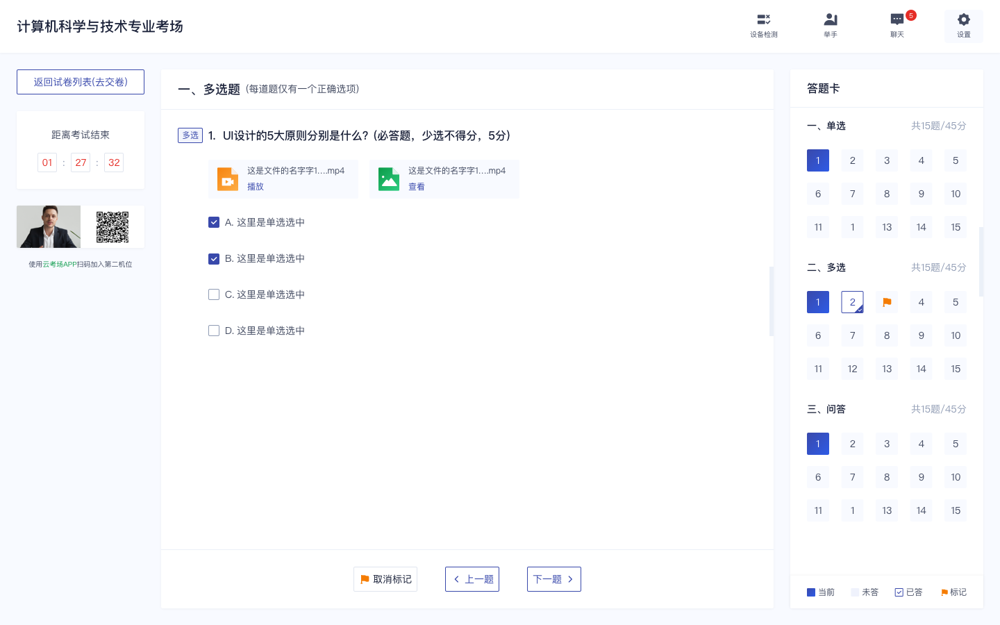 计算机科学与技术专业考场
设备检测
举手
聊天
5
设置
返回试卷列表(去交卷)
距离考试结束
01 : 27 : 32
使用云考场APP扫码加入第二机位
一、多选题 (每道题仅有一个正确选项)
多选 1. UI设计的5大原则分别是什么? (必答题，少选不得分，5分)
这是文件的名字字1....mp4
播放
这是文件的名字字1....mp4
查看
A. 这里是单选选中
B. 这里是单选选中
C. 这里是单选选中
D. 这里是单选选中
取消标记
上一题
下一题
答题卡
一、单选 共15题/45分
1 2 3 4 5
6 7 8 9 10
11 1 13 14 15
二、多选 共15题/45分
1 2 4 5
6 7 8 9 10
11 12 13 14 15
三、问答 共15题/45分
1 2 3 4 5
6 7 8 9 10
11 1 13 14 15
当前 未答 已答 标记